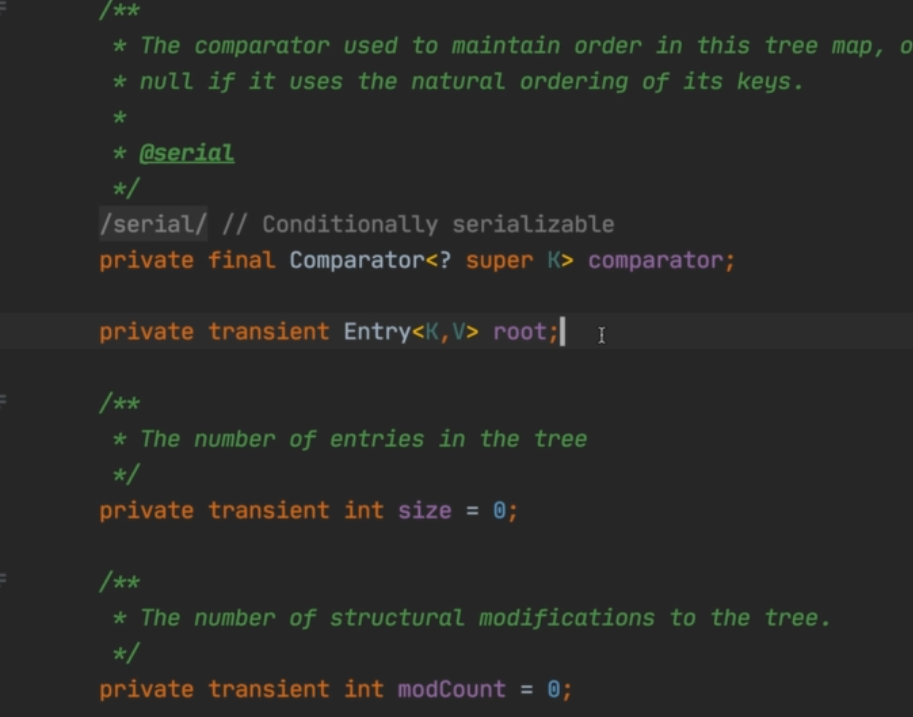 /**
* The comparator used to maintain order in this tree map, o
* null if it uses the natural ordering of its keys.
*
* @serial
*/
/serial/ // Conditionally serializable
private final Comparator<? super K> comparator;
private transient Entry<K,V> root;
/**
* The number of entries in the tree
*/
private transient int size = 0;
/**
* The number of structural modifications to the tree.
*/
private transient int modCount = 0;